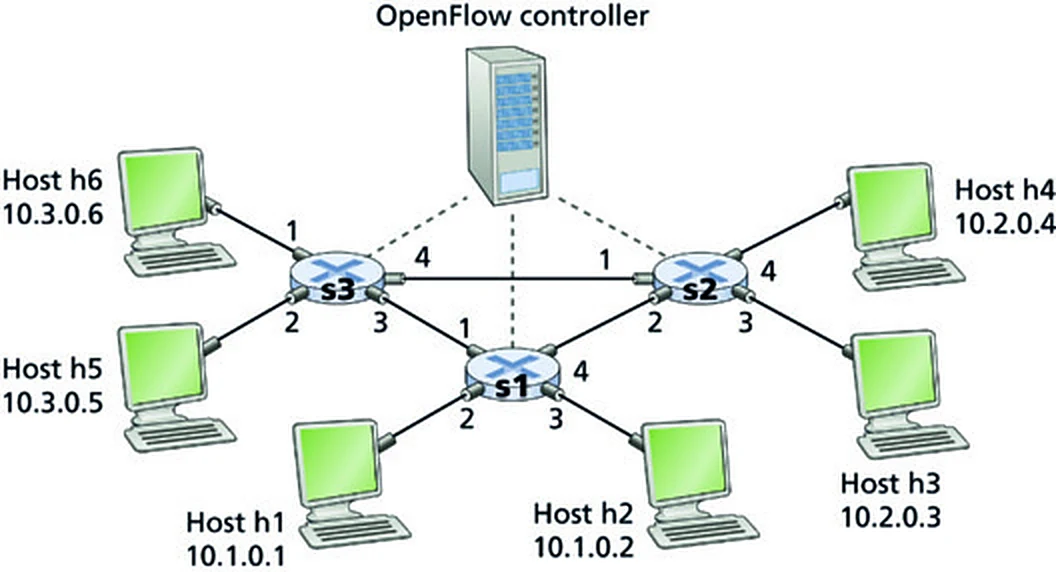 OpenFlow controller
Host h6
10.3.0.6
Host h4
10.2.0.4
1
4
1
4
s3
s2
2
3
1
2
3
Host h5
10.3.0.5
s1
4
2
3
Host h3
10.2.0.3
Host h1
10.1.0.1
Host h2
10.1.0.2